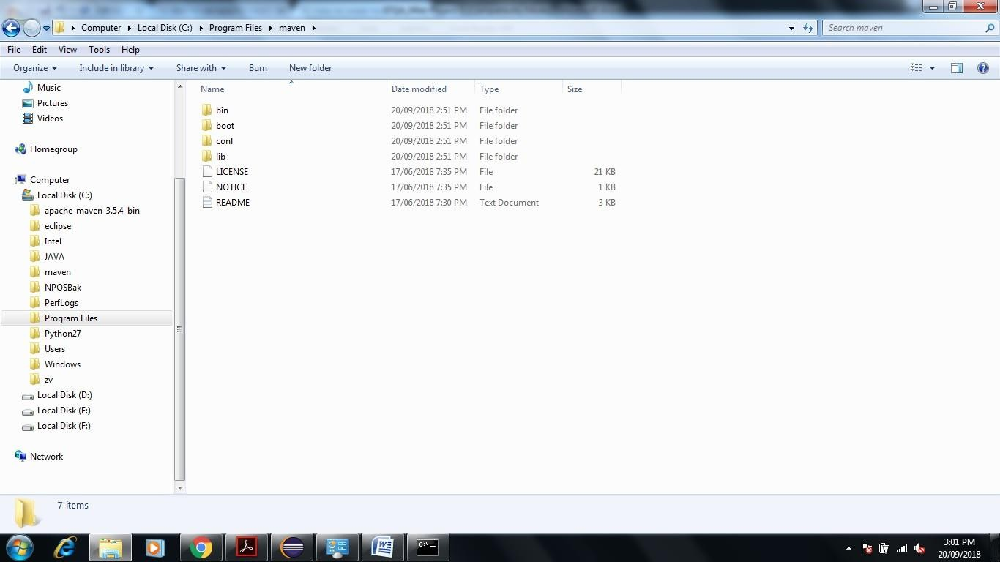 Computer Local Disk (C:) Program Files maven Search maven
File Edit View Tools Help
Organize Include in library Share with Burn New folder
Name Date modified Type Size
Music
Pictures
Videos
Homegroup
Computer
Local Disk (C:)
apache-maven-3.5.4-bin
eclipse
Intel
JAVA
maven
NPOSBak
PerfLogs
Program Files
Python27
Users
Windows
zv
Local Disk (D:)
Local Disk (E:)
Local Disk (F:)
Network
bin 20/09/2018 2:51 PM File folder
boot 20/09/2018 2:51 PM File folder
conf 20/09/2018 2:51 PM File folder
lib 20/09/2018 2:51 PM File folder
LICENSE 17/06/2018 7:35 PM File 21 KB
NOTICE 17/06/2018 7:35 PM File 1 KB
README 17/06/2018 7:30 PM Text Document 3 KB
7 items
3:01 PM
20/09/2018